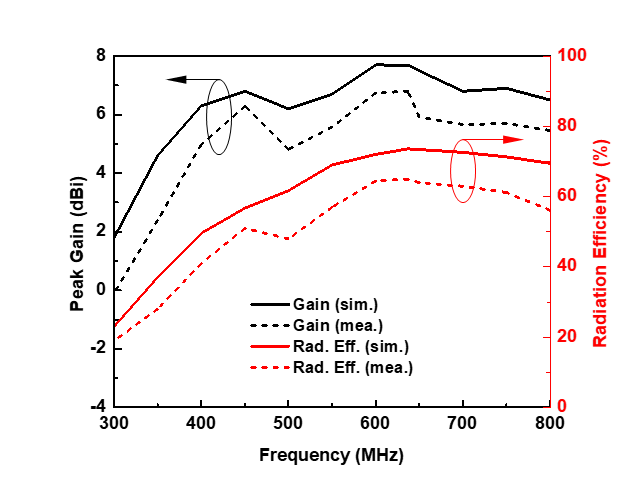 8
6
4
2
0
-2
-4
Peak Gain (dBi)
100
80
60
40
20
0
Radiation Efficiency (%)
Gain (sim.)
Gain (mea.)
Rad. Eff. (sim.)
Rad. Eff. (mea.)
300 400 500 600 700 800
Frequency (MHz)